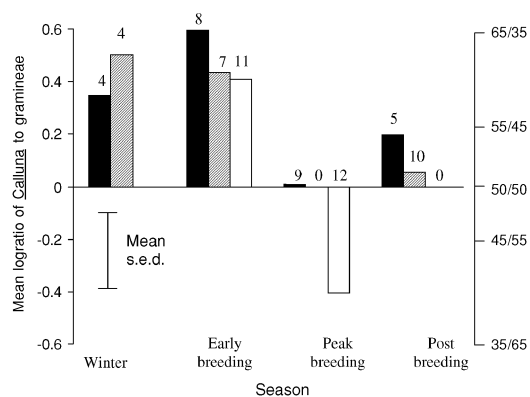 Mean logratio of Calluna to gramineae
0.6
0.4
0.2
0
-0.2
-0.4
-0.6
4
4
8
7
11
9
0
12
5
10
0
65/35
55/45
50/50
45/55
35/65
Mean
s.e.d.
Winter
Early
breeding
Peak
breeding
Post
breeding
Season